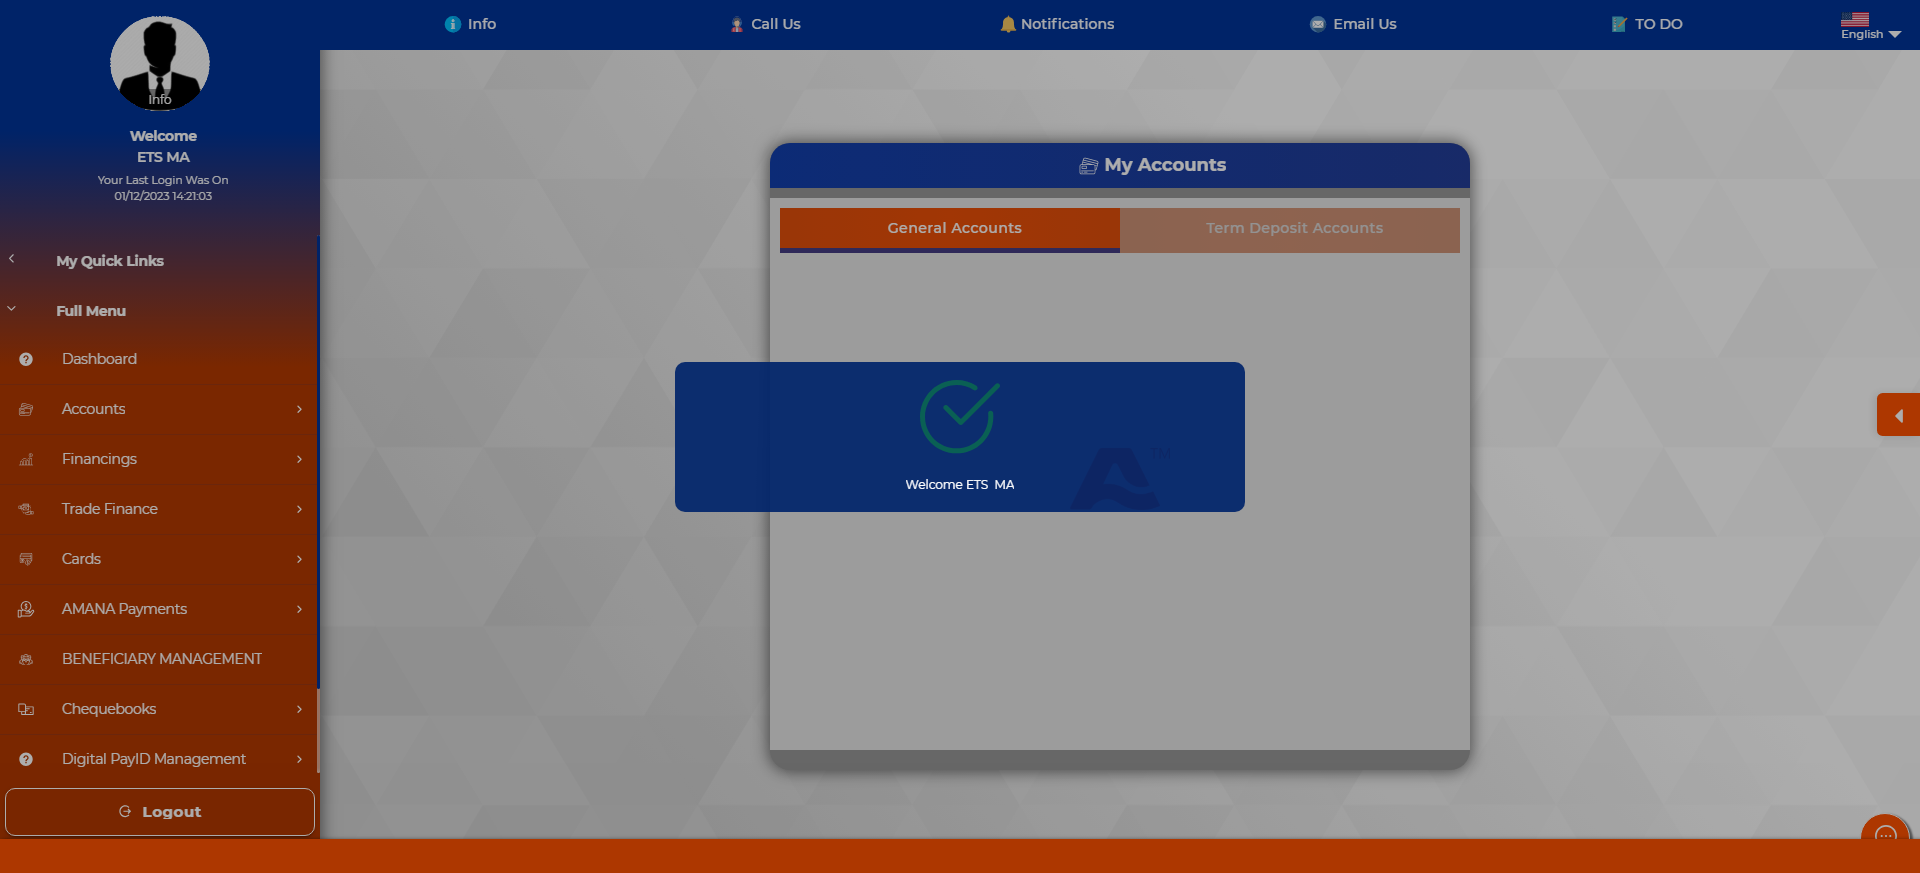 Info
Call Us
Notifications
Email Us
TO DO
English
Info
Welcome
ETS MA
Your Last Login Was On
01/12/2023 14:21:03
My Quick Links
Full Menu
Dashboard
Accounts
Financings
Trade Finance
Cards
AMANA Payments
BENEFICIARY MANAGEMENT
Chequebooks
Digital PayID Management
Logout
My Accounts
General Accounts
Term Deposit Accounts
Welcome ETS  MA
TM